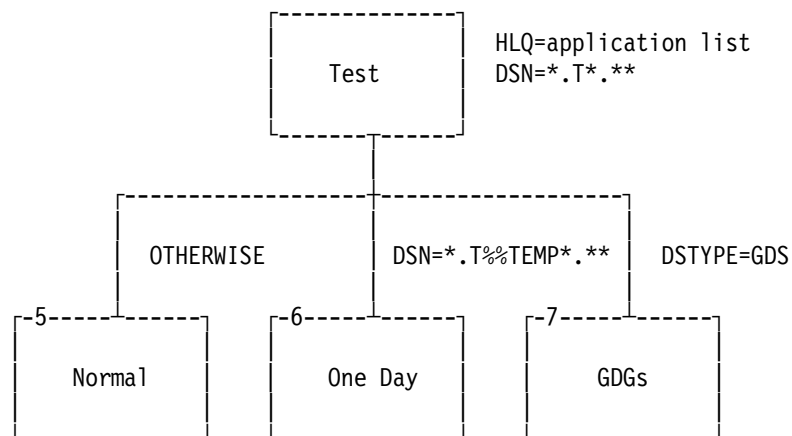 HLQ=application list
Test DSN=*.T*.**
OTHERWISE DSN=*.T%%TEMP*.** DSTYPE=GDS
-5 -6 -7
Normal One Day GDGs